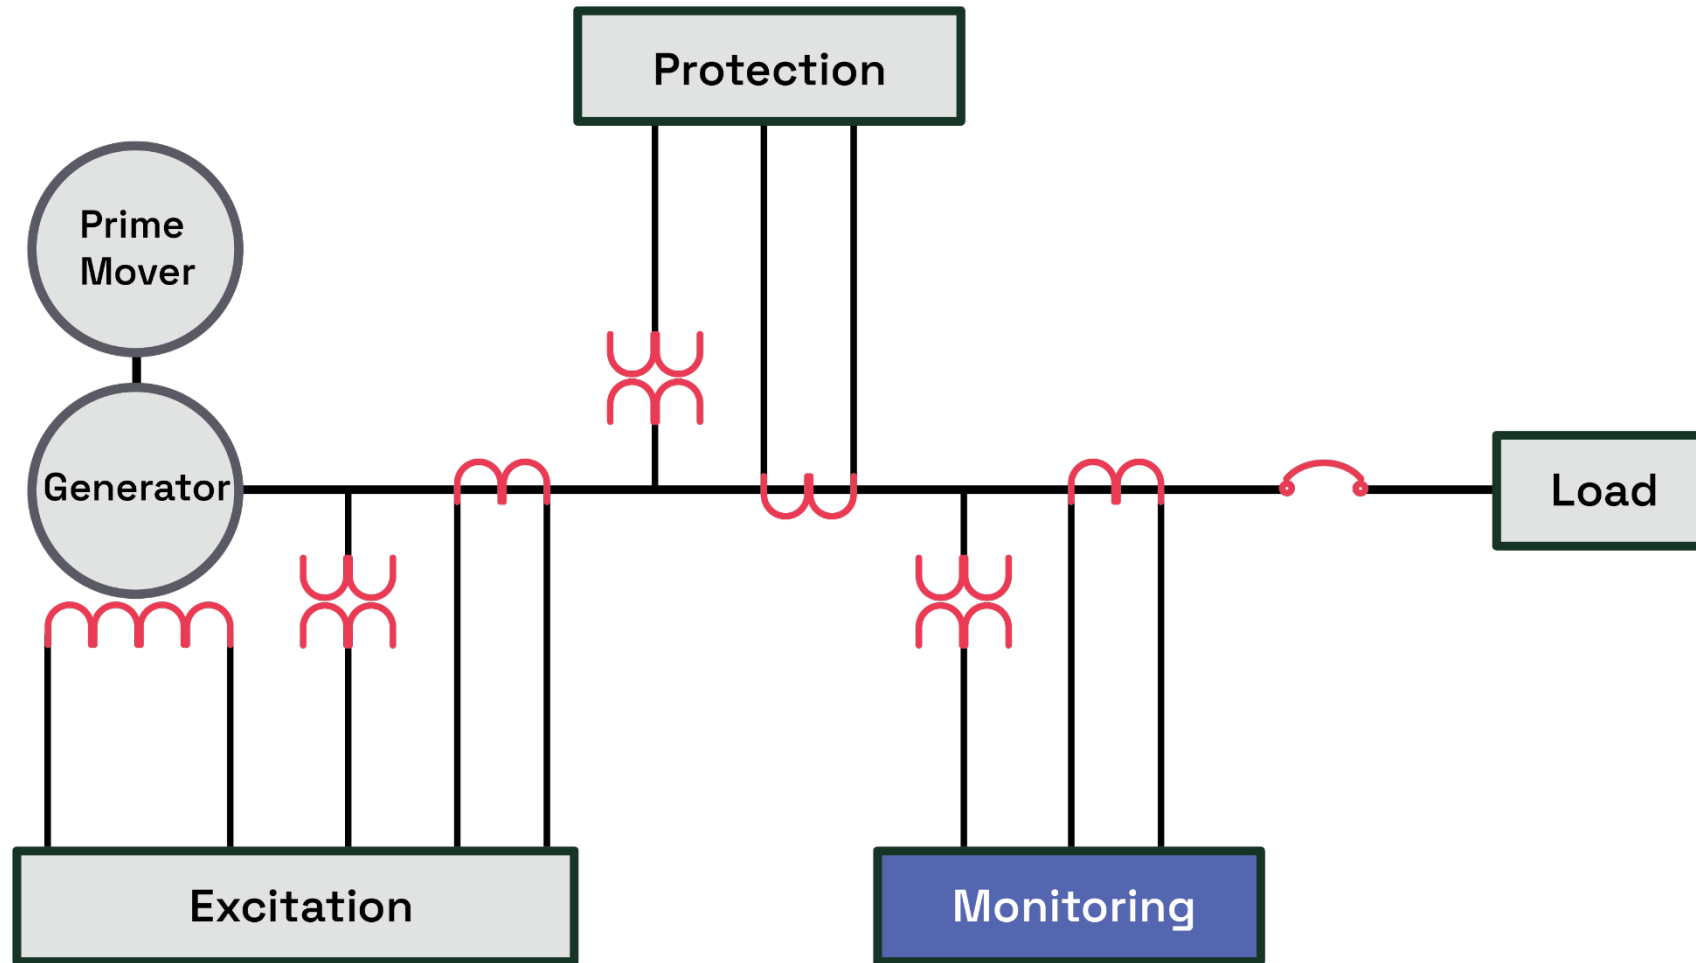 Protection
Prime
Mover
Generator
Load
Excitation
Monitoring